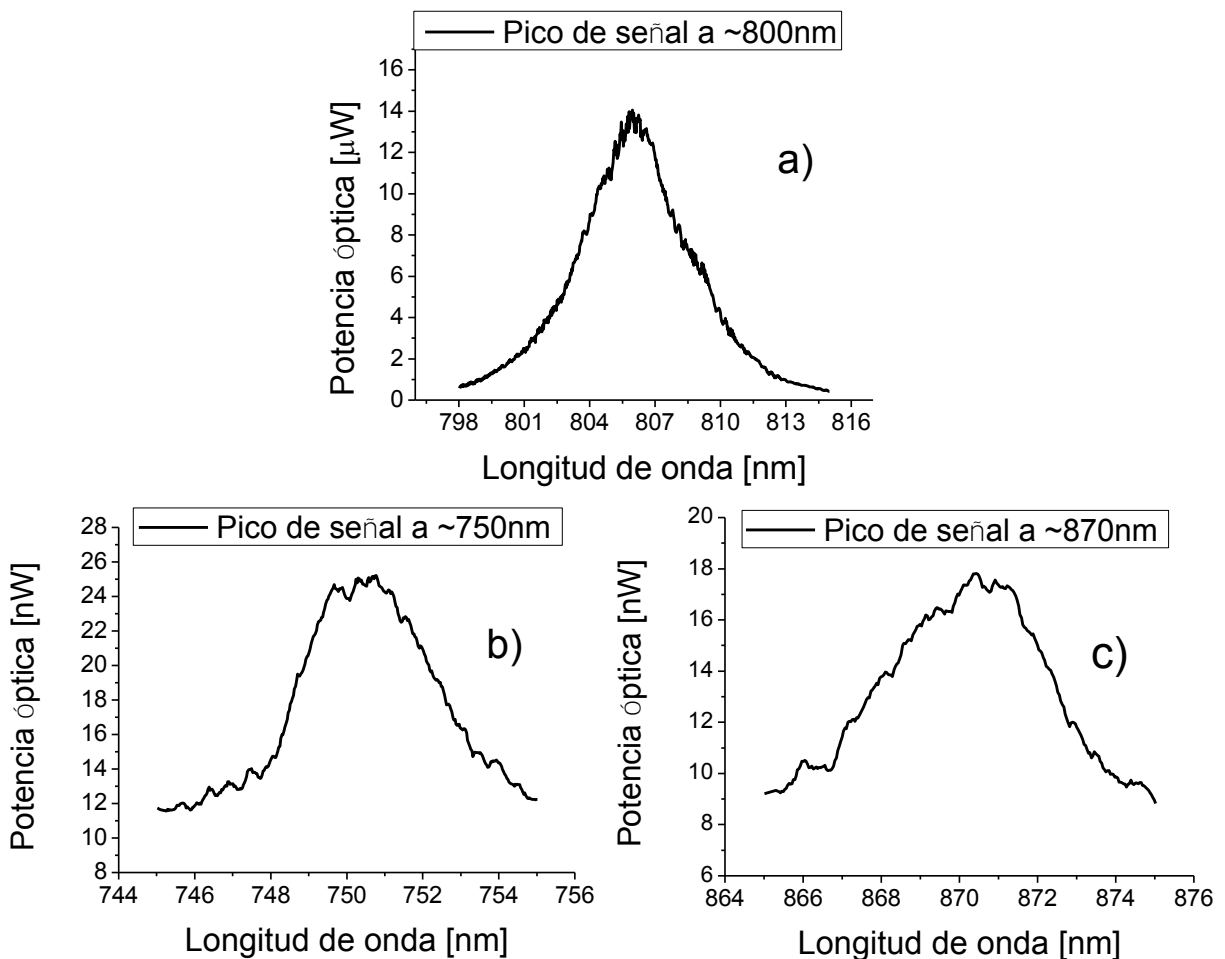 Pico de señal a ~800nm
16
14
12
10
8
6
4
2
0
Potencia óptica [µW]
a)
798 801 804 807 810 813 816
Longitud de onda [nm]
Pico de señal a ~750nm
28
26
24
22
20
18
16
14
12
10
8
Potencia óptica [nW]
b)
744 746 748 750 752 754 756
Longitud de onda [nm]
Pico de señal a ~870nm
20
18
16
14
12
10
8
6
Potencia óptica [nW]
c)
864 866 868 870 872 874 876
Longitud de onda [nm]